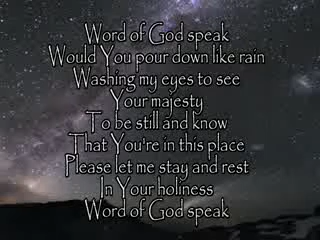 Word of God speak
Would You pour down like rain
Washing my eyes to see
Your majesty
To be still and know
That You're in this place
Please let me stay and rest
In Your holiness
Word of God speak